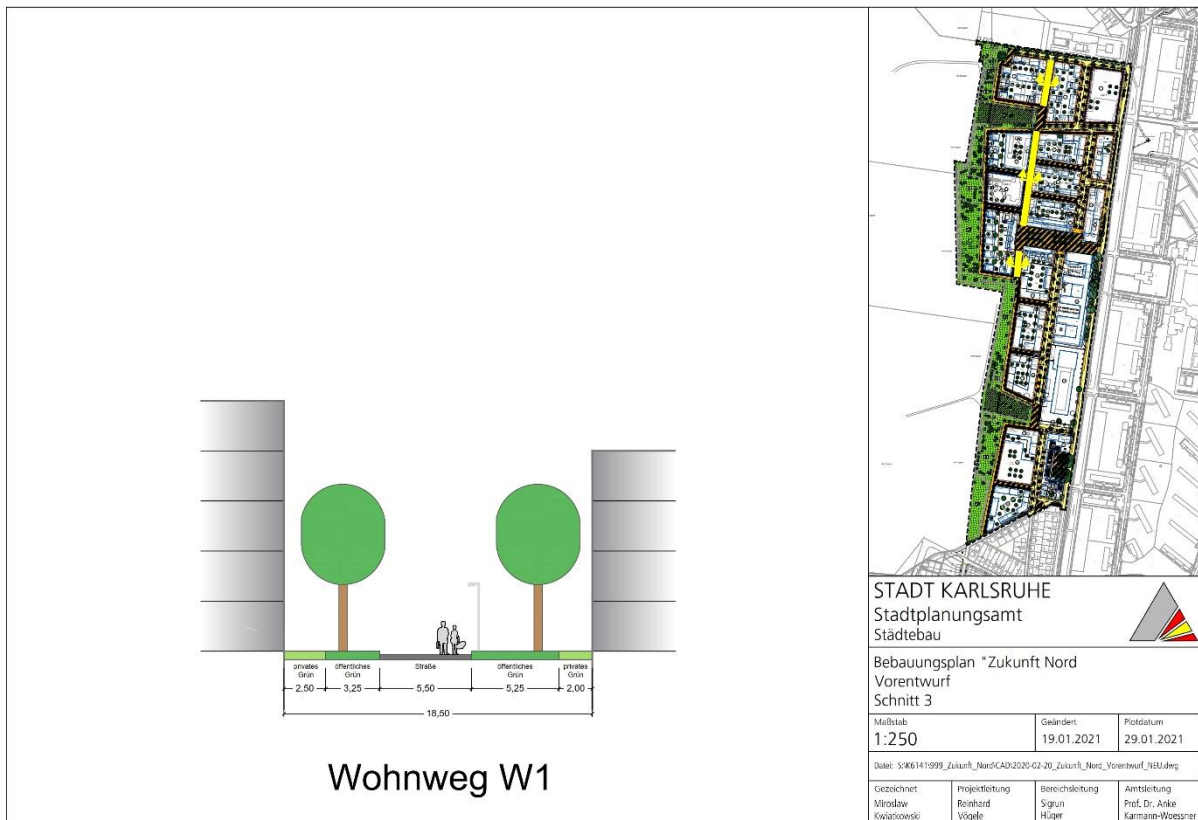 privates
Grün
öffentliches
Grün
Straße
öffentliches
Grün
privates
Grün
2,50
3,25
5,50
5,25
2,00
18,50
Wohnweg W1
STADT KARLSRUHE
Stadtplanungsamt
Städtebau
Bebauungsplan "Zukunft Nord
Vorentwurf
Schnitt 3
Maßstab
1:250
Geändert
19.01.2021
Plotdatum
29.01.2021
Datei: S:\K6141\999_Zukunft_Nord\CAD\2020-02-20_Zukunft_Nord_Vorentwurf_NEU.dwg
Gezeichnet
Miroslaw
Kwiatkowski
Projektleitung
Reinhard
Vögele
Bereichsleitung
Sigrun
Hüger
Amtsleitung
Prof. Dr. Anke
Karmann-Woessner